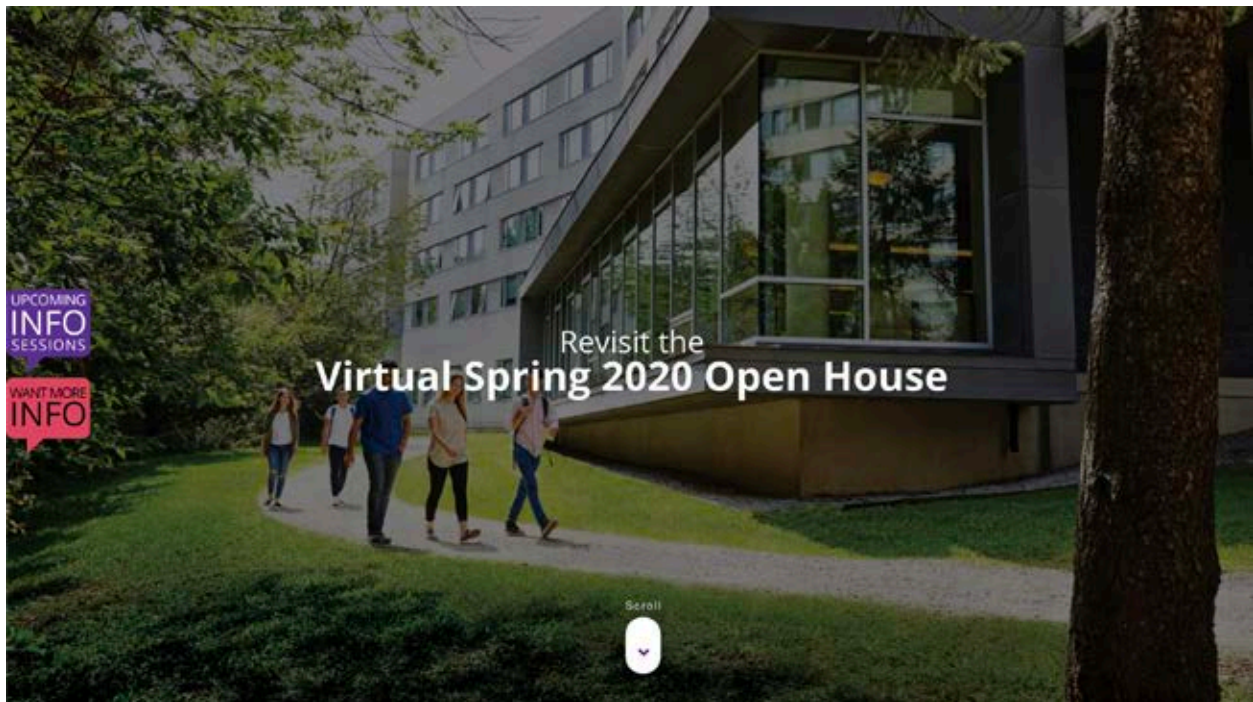 UPCOMING
INFO
SESSIONS
WANT MORE
INFO
Revisit the
Virtual Spring 2020 Open House
Scroll